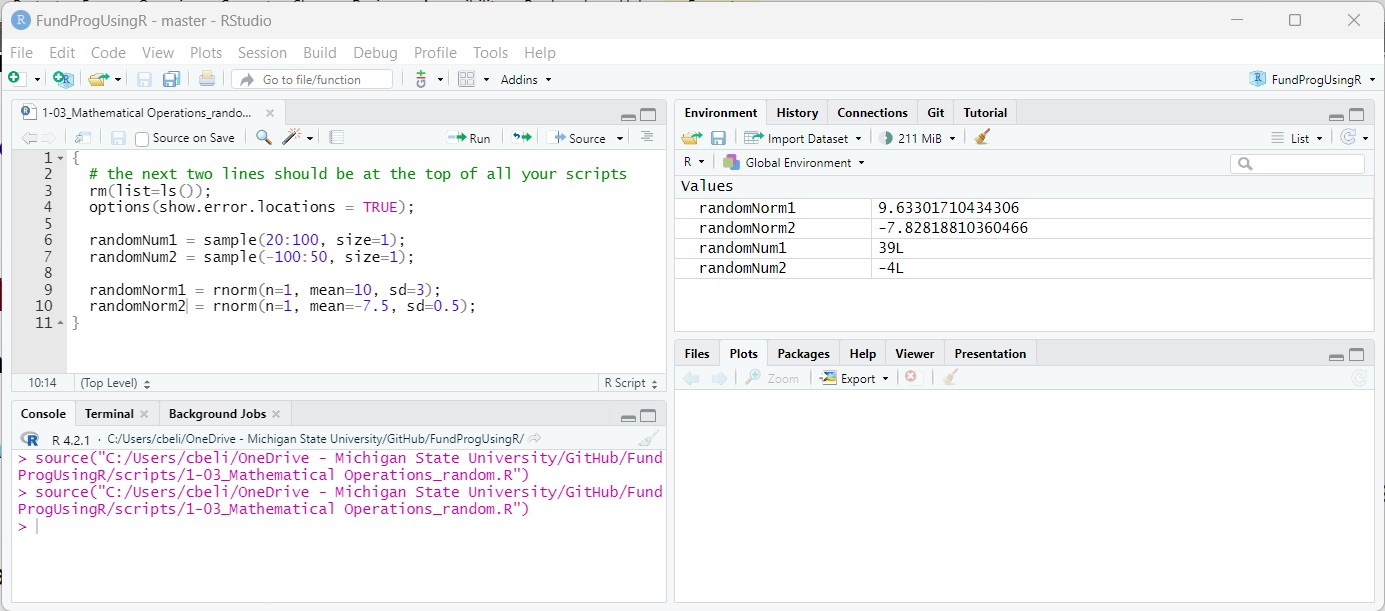 FundProgUsingR - master - RStudio
File Edit Code View Plots Session Build Debug Profile Tools Help
Go to file/function Addins FundProgUsingR
1-03_Mathematical Operations_rando...
Source on Save Run Source
1 {
2 # the next two lines should be at the top of all your scripts
3 rm(list=ls());
4 options(show.error.locations = TRUE);
5
6 randomNum1 = sample(20:100, size=1);
7 randomNum2 = sample(-100:50, size=1);
8
9 randomNorm1 = rnorm(n=1, mean=10, sd=3);
10 randomNorm2 = rnorm(n=1, mean=-7.5, sd=0.5);
11 }
10:14 (Top Level) R Script
Console Terminal Background Jobs
R 4.2.1 · C:/Users/cbeli/OneDrive - Michigan State University/GitHub/FundProgUsingR/
> source("C:/Users/cbeli/OneDrive - Michigan State University/GitHub/Fund
ProgUsingR/scripts/1-03_Mathematical Operations_random.R")
> source("C:/Users/cbeli/OneDrive - Michigan State University/GitHub/Fund
ProgUsingR/scripts/1-03_Mathematical Operations_random.R")
>
Environment History Connections Git Tutorial
Import Dataset 211 MiB List
R Global Environment
Values
randomNorm1 9.63301710434306
randomNorm2 -7.82818810360466
randomNum1 39L
randomNum2 -4L
Files Plots Packages Help Viewer Presentation
Zoom Export